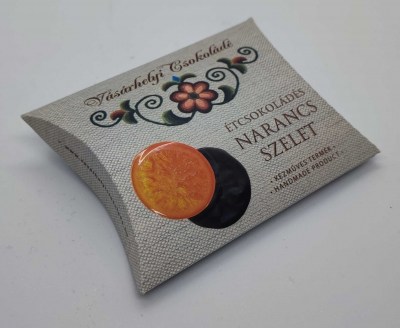 Vásárhelyi Csokoládé
ÉTCSOKOLÁDÉS
NARANCS
SZELET
• KÉZMŰVES TERMÉK •
• HANDMADE PRODUCT •